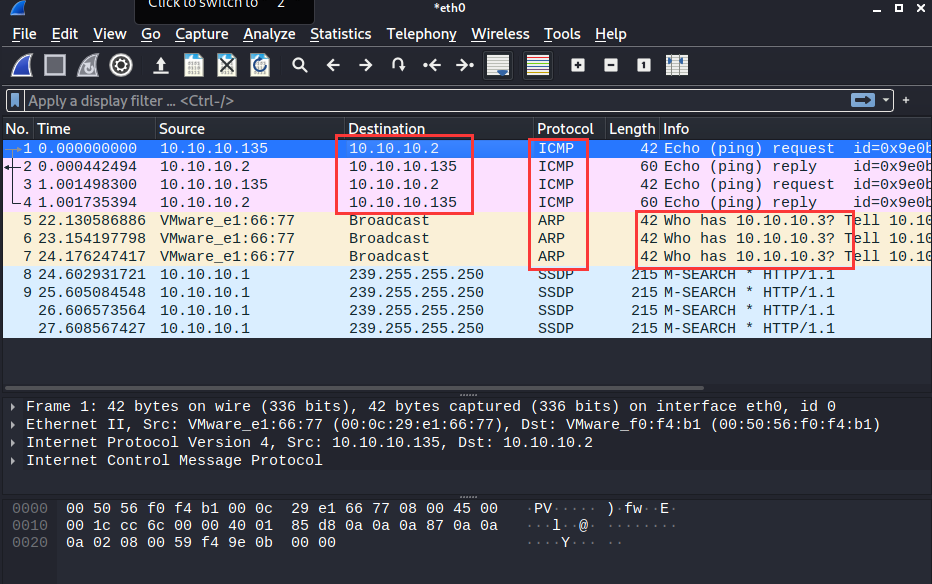 Click to switch to "2"
*eth0
File Edit View Go Capture Analyze Statistics Telephony Wireless Tools Help
Apply a display filter … <Ctrl-/>
No. Time Source Destination Protocol Length Info
1 0.000000000 10.10.10.135 10.10.10.2 ICMP 42 Echo (ping) request id=0x9e0b
2 0.000442494 10.10.10.2 10.10.10.135 ICMP 60 Echo (ping) reply id=0x9e0b
3 1.001498300 10.10.10.135 10.10.10.2 ICMP 42 Echo (ping) request id=0x9e0b
4 1.001735394 10.10.10.2 10.10.10.135 ICMP 60 Echo (ping) reply id=0x9e0b
5 22.130586886 VMware_e1:66:77 Broadcast ARP 42 Who has 10.10.10.3? Tell 10.10
6 23.154197798 VMware_e1:66:77 Broadcast ARP 42 Who has 10.10.10.3? Tell 10.10
7 24.176247417 VMware_e1:66:77 Broadcast ARP 42 Who has 10.10.10.3? Tell 10.10
8 24.602931721 10.10.10.1 239.255.255.250 SSDP 215 M-SEARCH * HTTP/1.1
9 25.605084548 10.10.10.1 239.255.255.250 SSDP 215 M-SEARCH * HTTP/1.1
26.606573564 10.10.10.1 239.255.255.250 SSDP 215 M-SEARCH * HTTP/1.1
27.608567427 10.10.10.1 239.255.255.250 SSDP 215 M-SEARCH * HTTP/1.1
Frame 1: 42 bytes on wire (336 bits), 42 bytes captured (336 bits) on interface eth0, id 0
Ethernet II, Src: VMware_e1:66:77 (00:0c:29:e1:66:77), Dst: VMware_f0:f4:b1 (00:50:56:f0:f4:b1)
Internet Protocol Version 4, Src: 10.10.10.135, Dst: 10.10.10.2
Internet Control Message Protocol
0000 00 50 56 f0 f4 b1 00 0c 29 e1 66 77 08 00 45 00 ·PV····· )·fw··E·
0010 00 1c cc 6c 00 00 40 01 85 d8 0a 0a 0a 87 0a 0a ···l··@· ········
0020 0a 02 08 00 59 f4 9e 0b 00 00 ····Y··· ··